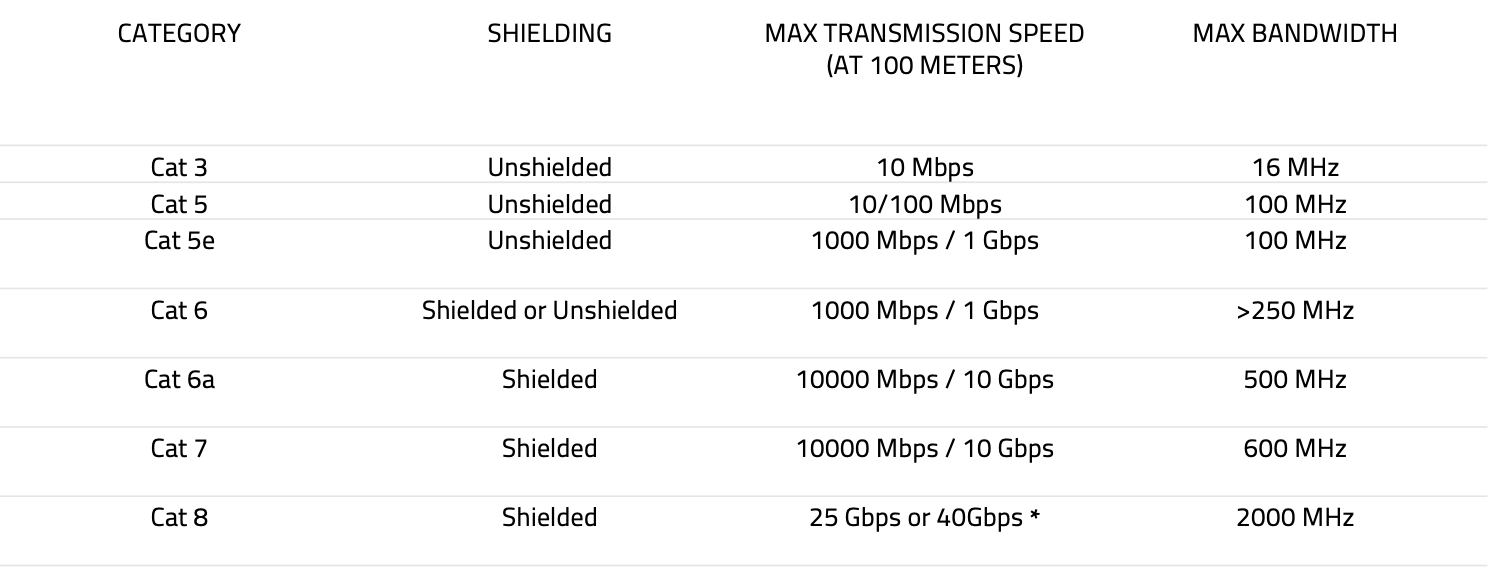 CATEGORY SHIELDING MAX TRANSMISSION SPEED MAX BANDWIDTH
(AT 100 METERS)
Cat 3 Unshielded 10 Mbps 16 MHz
Cat 5 Unshielded 10/100 Mbps 100 MHz
Cat 5e Unshielded 1000 Mbps / 1 Gbps 100 MHz
Cat 6 Shielded or Unshielded 1000 Mbps / 1 Gbps >250 MHz
Cat 6a Shielded 10000 Mbps / 10 Gbps 500 MHz
Cat 7 Shielded 10000 Mbps / 10 Gbps 600 MHz
Cat 8 Shielded 25 Gbps or 40Gbps * 2000 MHz